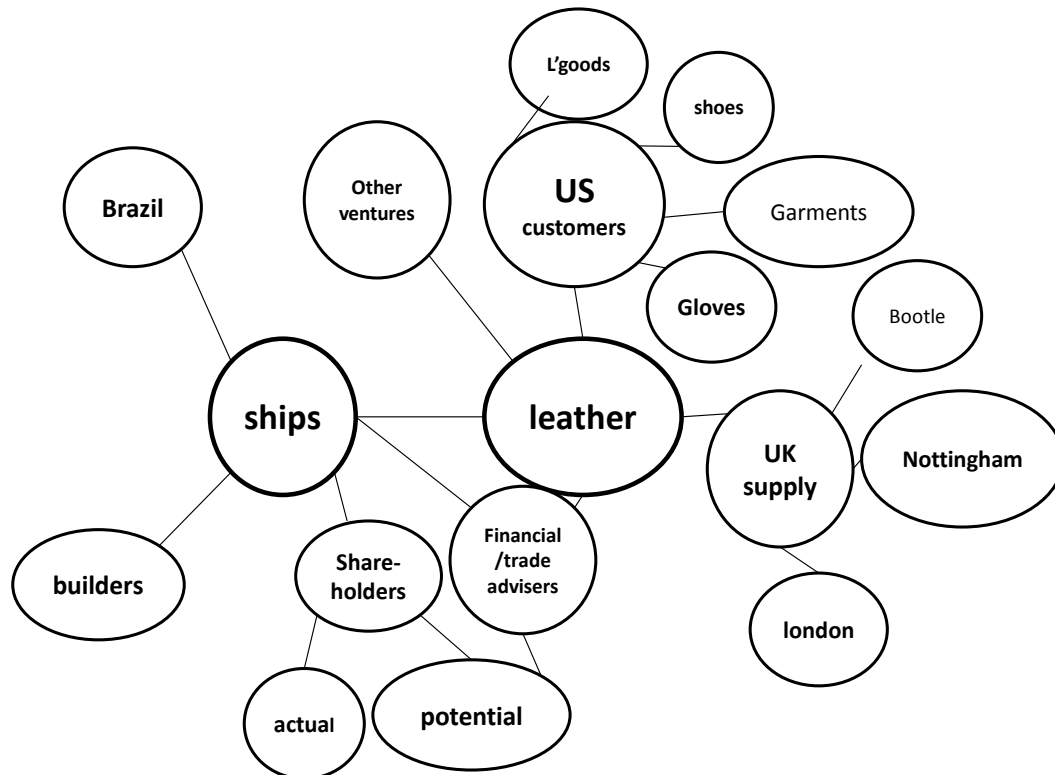 L'goods
shoes
Other
ventures
US
customers
Brazil
Garments
Gloves
Bootle
ships
leather
UK
supply
Nottingham
Financial
/trade
advisers
Share-
holders
builders
london
actual
potential